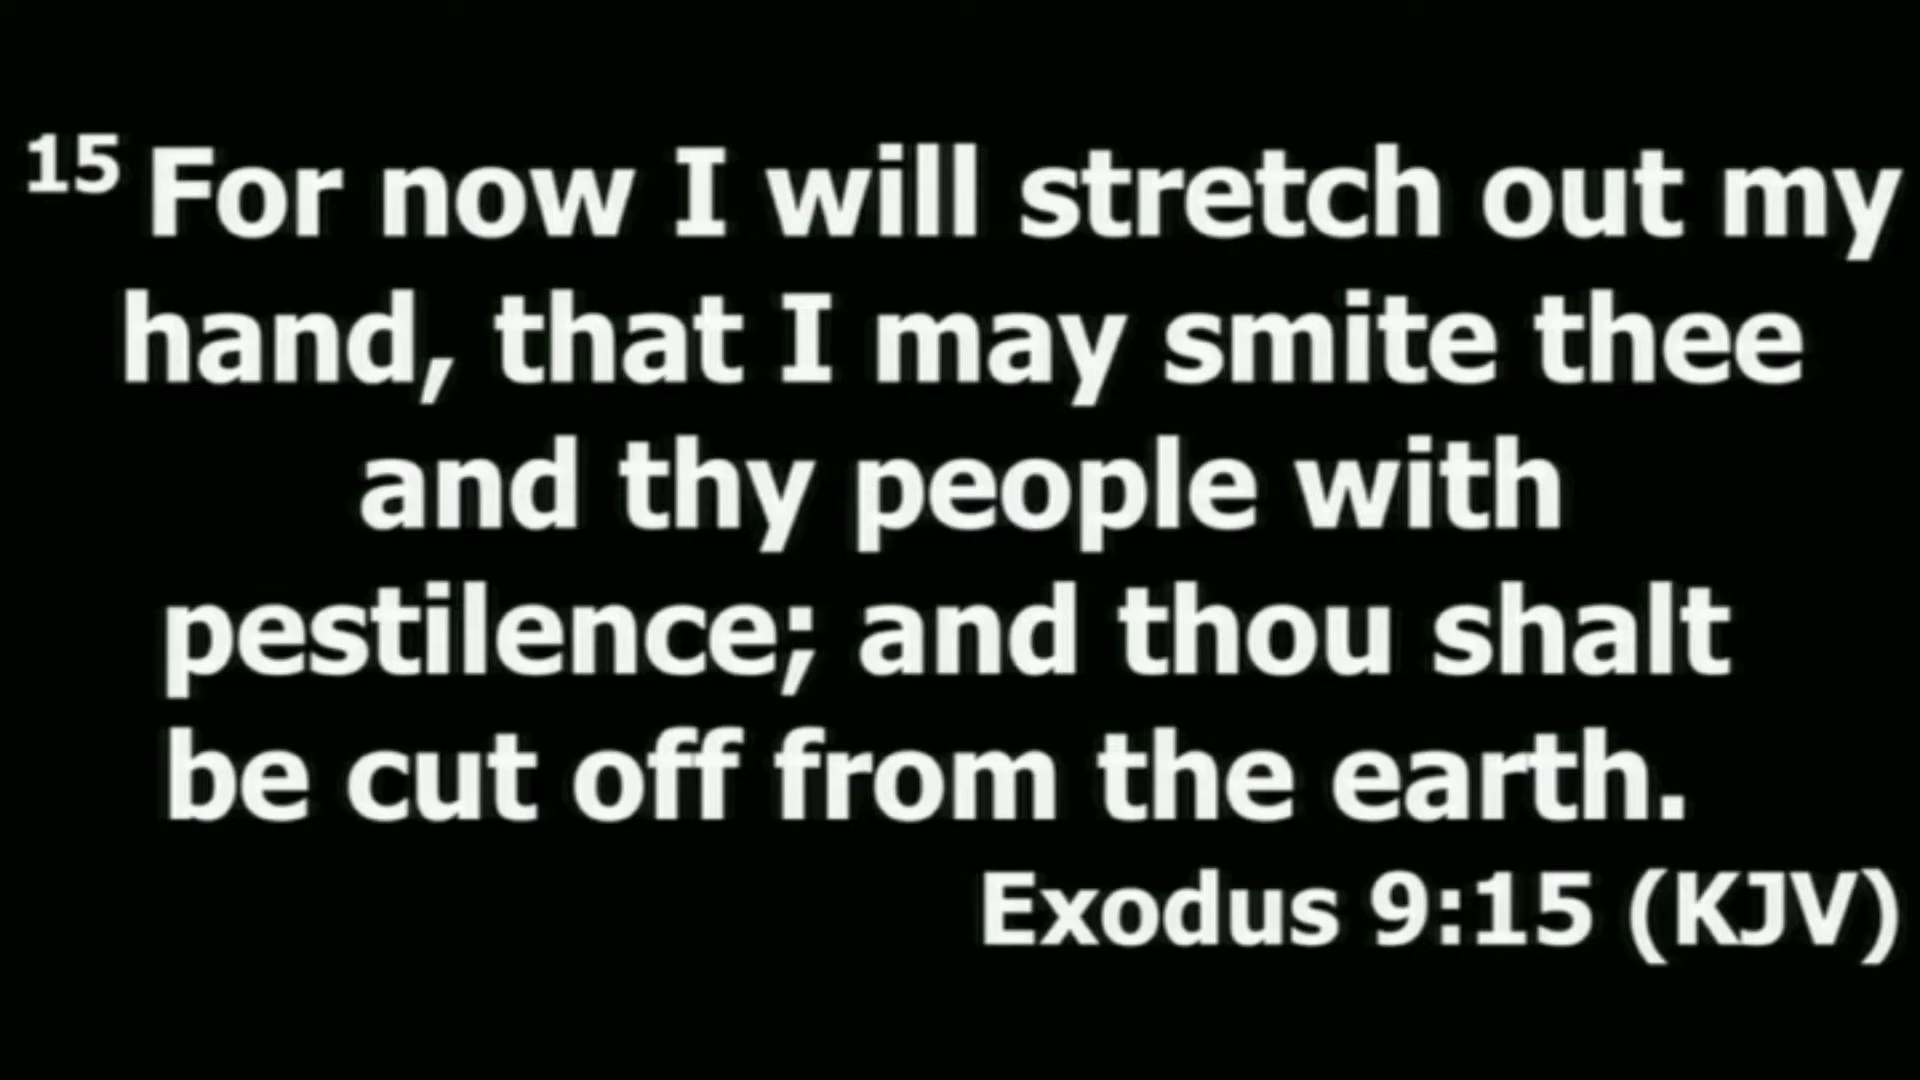 15 For now I will stretch out my
hand, that I may smite thee
and thy people with
pestilence; and thou shalt
be cut off from the earth.
Exodus 9:15 (KJV)